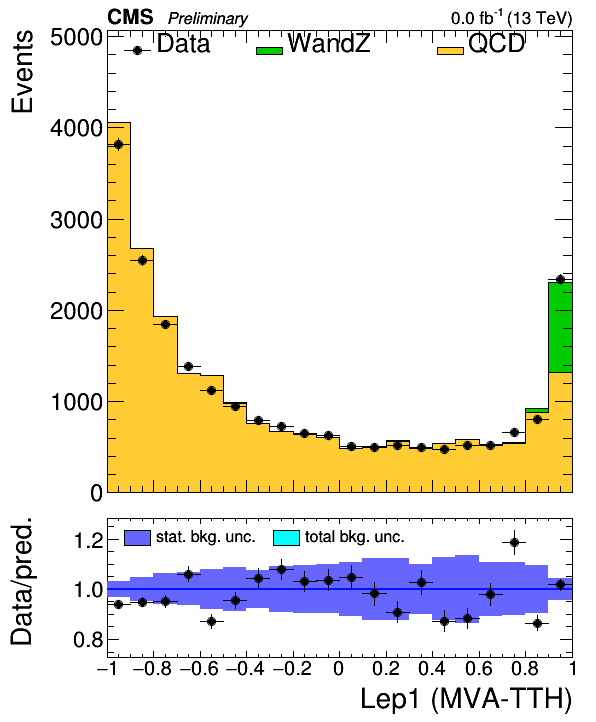 CMS Preliminary 0.0 fb⁻¹ (13 TeV)
Events
Data WandZ QCD
5000
4000
3000
2000
1000
0
Data/pred.
stat. bkg. unc. total bkg. unc.
1.2
1.0
0.8
−1 −0.8 −0.6 −0.4 −0.2 0 0.2 0.4 0.6 0.8 1
Lep1 (MVA-TTH)